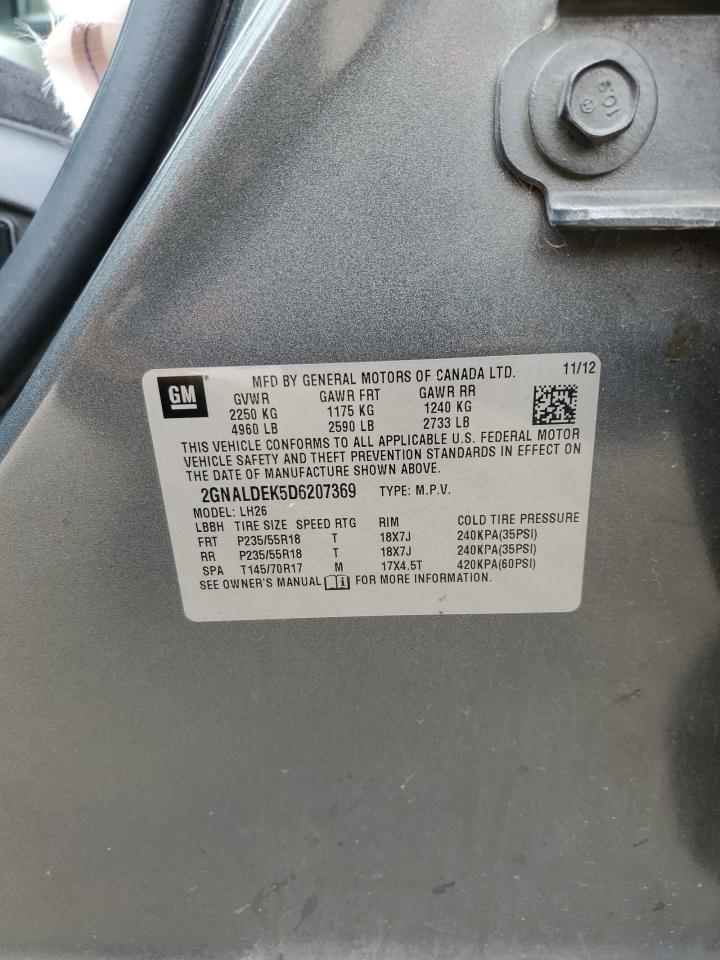 10.9
GM
MFD BY GENERAL MOTORS OF CANADA LTD. 11/12
GVWR GAWR FRT GAWR RR
2250 KG 1175 KG 1240 KG
4960 LB 2590 LB 2733 LB
THIS VEHICLE CONFORMS TO ALL APPLICABLE U.S. FEDERAL MOTOR
VEHICLE SAFETY AND THEFT PREVENTION STANDARDS IN EFFECT ON
THE DATE OF MANUFACTURE SHOWN ABOVE.
2GNALDEK5D6207369 TYPE: M.P.V.
MODEL: LH26
LBBH TIRE SIZE SPEED RTG RIM COLD TIRE PRESSURE
FRT P235/55R18 T 18X7J 240KPA(35PSI)
RR P235/55R18 T 18X7J 240KPA(35PSI)
SPA T145/70R17 M 17X4.5T 420KPA(60PSI)
SEE OWNER'S MANUAL FOR MORE INFORMATION.